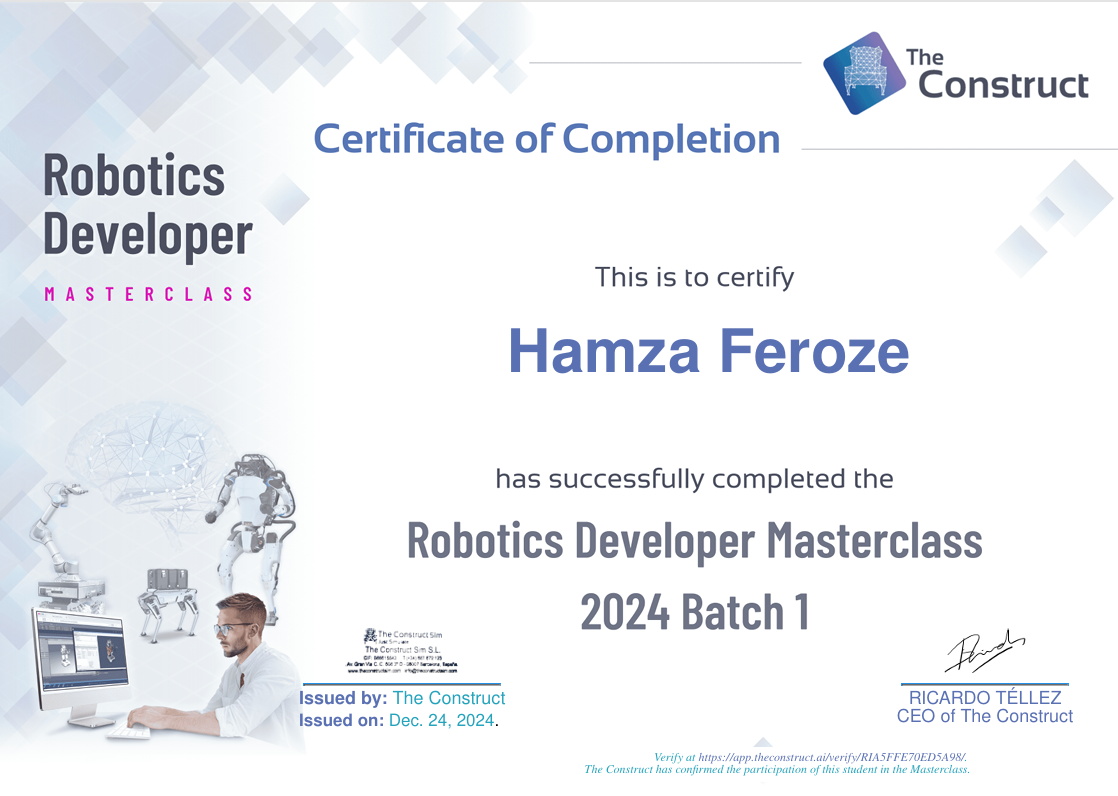 The
Construct
Certificate of Completion
Robotics
Developer
MASTERCLASS
This is to certify
Hamza Feroze
has successfully completed the
Robotics Developer Masterclass
2024 Batch 1
The Construct Sim
The Construct Sim S.L.
Issued by: The Construct
Issued on: Dec. 24, 2024.
RICARDO TÉLLEZ
CEO of The Construct
Verify at https://app.theconstruct.ai/verify/RIA5FFE70ED5A98/.
The Construct has confirmed the participation of this student in the Masterclass.